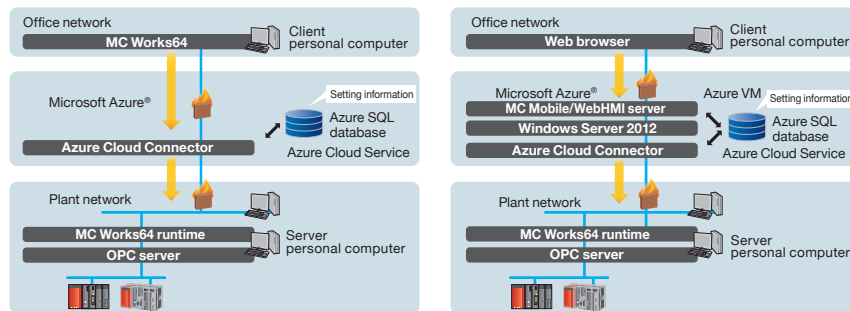 Office network
MC Works64
Client
personal computer
Microsoft Azure®
Setting information
Azure SQL
database
Azure Cloud Connector
Azure Cloud Service
Plant network
MC Works64 runtime
OPC server
Server
personal computer
Office network
Web browser
Client
personal computer
Microsoft Azure®
Azure VM
Setting information
MC Mobile/WebHMI server
Windows Server 2012
Azure Cloud Connector
Azure SQL
database
Azure Cloud Service
Plant network
MC Works64 runtime
OPC server
Server
personal computer